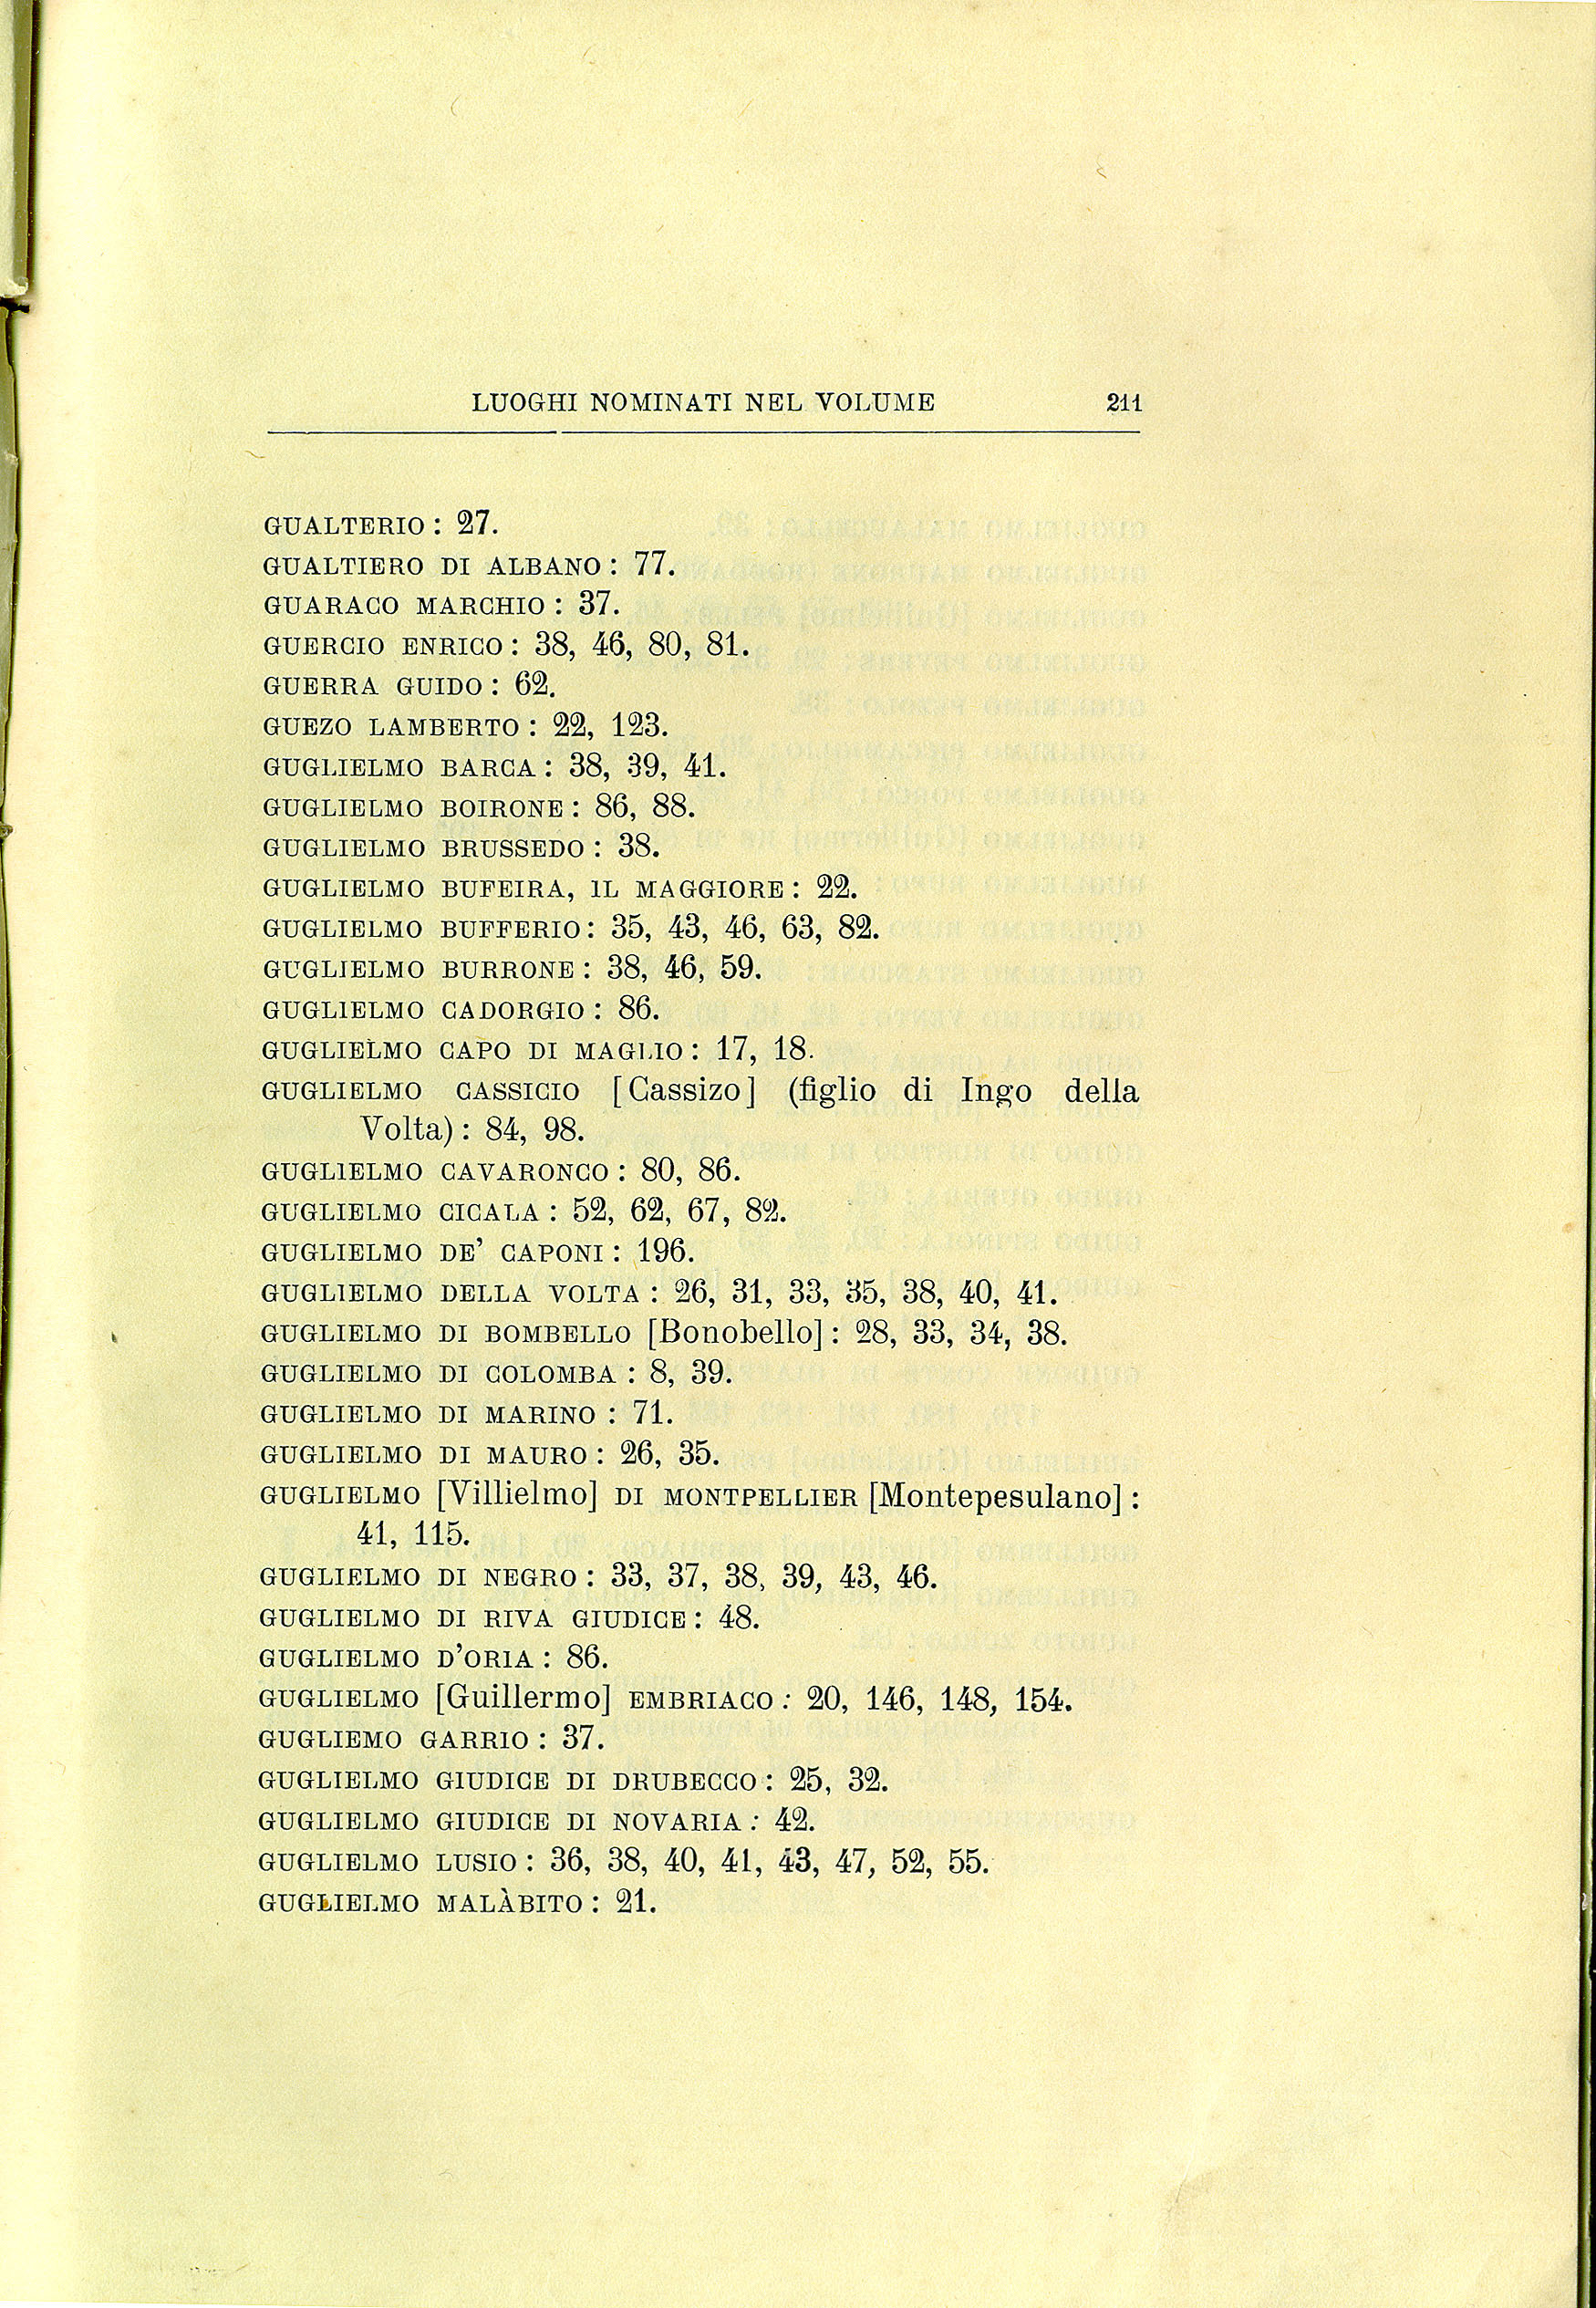 LUOGHI NOMINATI NEL VOLUME 211
GUALTERIO: 27.
GUALTIERO DI ALBANO: 77.
GUARACO MARCHIO: 37.
GUERCIO ENRICO: 38, 46, 80, 81.
GUERRA GUIDO: 62.
GUEZO LAMBERTO: 22, 123.
GUGLIELMO BARCA: 38, 39, 41.
GUGLIELMO BOIRONE: 86, 88.
GUGLIELMO BRUSSEDO: 38.
GUGLIELMO BUFEIRA, IL MAGGIORE: 22.
GUGLIELMO BUFFERIO: 35, 43, 46, 63, 82.
GUGLIELMO BURRONE: 38, 46, 59.
GUGLIELMO CADORGIO: 86.
GUGLIELMO CAPO DI MAGLIO: 17, 18.
GUGLIELMO CASSICIO [Cassizo] (figlio di Ingo della
Volta): 84, 98.
GUGLIELMO CAVARONCO: 80, 86.
GUGLIELMO CICALA: 52, 62, 67, 82.
GUGLIELMO DE' CAPONI: 196.
GUGLIELMO DELLA VOLTA: 26, 31, 33, 35, 38, 40, 41.
GUGLIELMO DI BOMBELLO [Bonobello]: 28, 33, 34, 38.
GUGLIELMO DI COLOMBA: 8, 39.
GUGLIELMO DI MARINO: 71.
GUGLIELMO DI MAURO: 26, 35.
GUGLIELMO [Villielmo] DI MONTPELLIER [Montepesulano]:
41, 115.
GUGLIELMO DI NEGRO: 33, 37, 38, 39, 43, 46.
GUGLIELMO DI RIVA GIUDICE: 48.
GUGLIELMO D'ORIA: 86.
GUGLIELMO [Guillermo] EMBRIACO: 20, 146, 148, 154.
GUGLIEMO GARRIO: 37.
GUGLIELMO GIUDICE DI DRUBECCO: 25, 32.
GUGLIELMO GIUDICE DI NOVARIA: 42.
GUGLIELMO LUSIO: 36, 38, 40, 41, 43, 47, 52, 55.
GUGLIELMO MALÀBITO: 21.